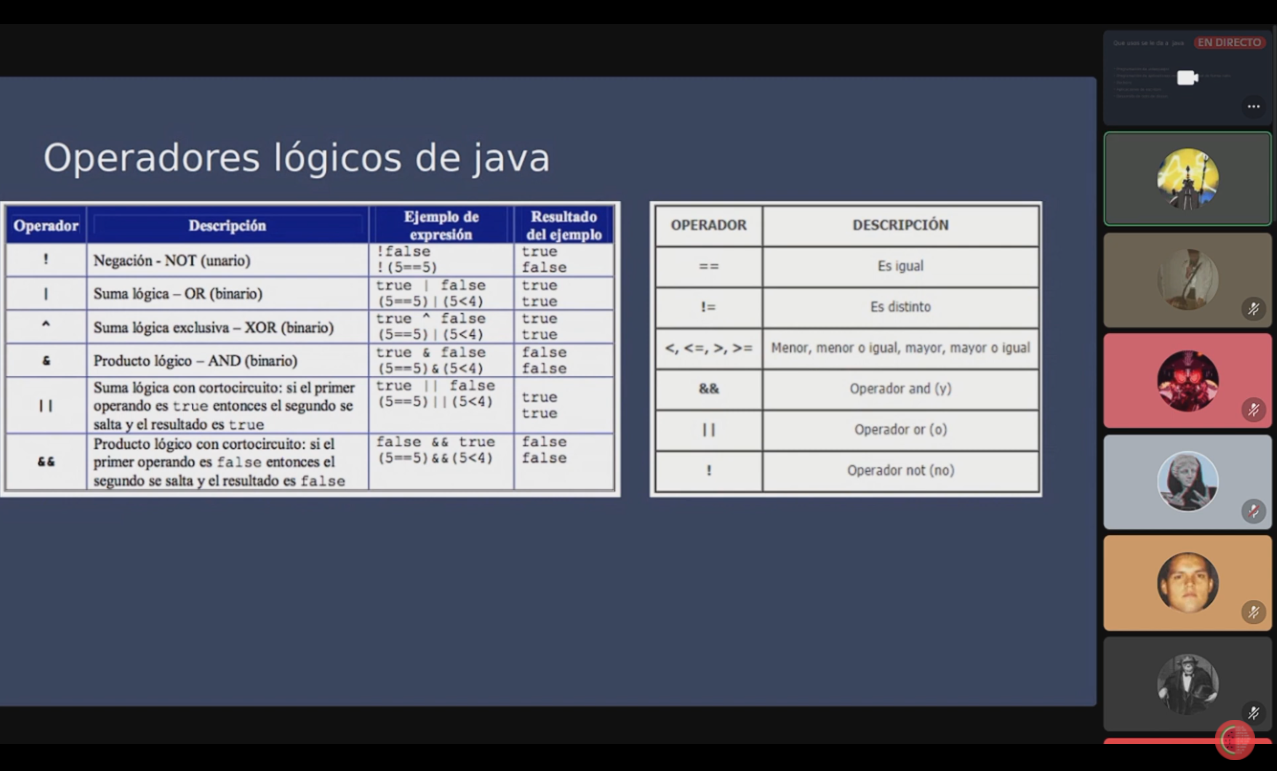 EN DIRECTO
Operadores lógicos de java
Operador Descripción Ejemplo de expresión Resultado del ejemplo
! Negación - NOT (unario) !false true
!(5==5) false
| Suma lógica – OR (binario) true | false true
(5==5)|(5<4) true
^ Suma lógica exclusiva – XOR (binario) true ^ false true
(5==5)|(5<4) true
& Producto lógico – AND (binario) true & false false
(5==5)&(5<4) false
|| Suma lógica con cortocircuito: si el primer
operando es true entonces el segundo se
salta y el resultado es true
true || false true
(5==5)||(5<4) true
&& Producto lógico con cortocircuito: si el
primer operando es false entonces el
segundo se salta y el resultado es false
false && true false
(5==5)&&(5<4) false
OPERADOR DESCRIPCIÓN
== Es igual
!= Es distinto
<, <=, >, >= Menor, menor o igual, mayor, mayor o igual
&& Operador and (y)
|| Operador or (o)
! Operador not (no)